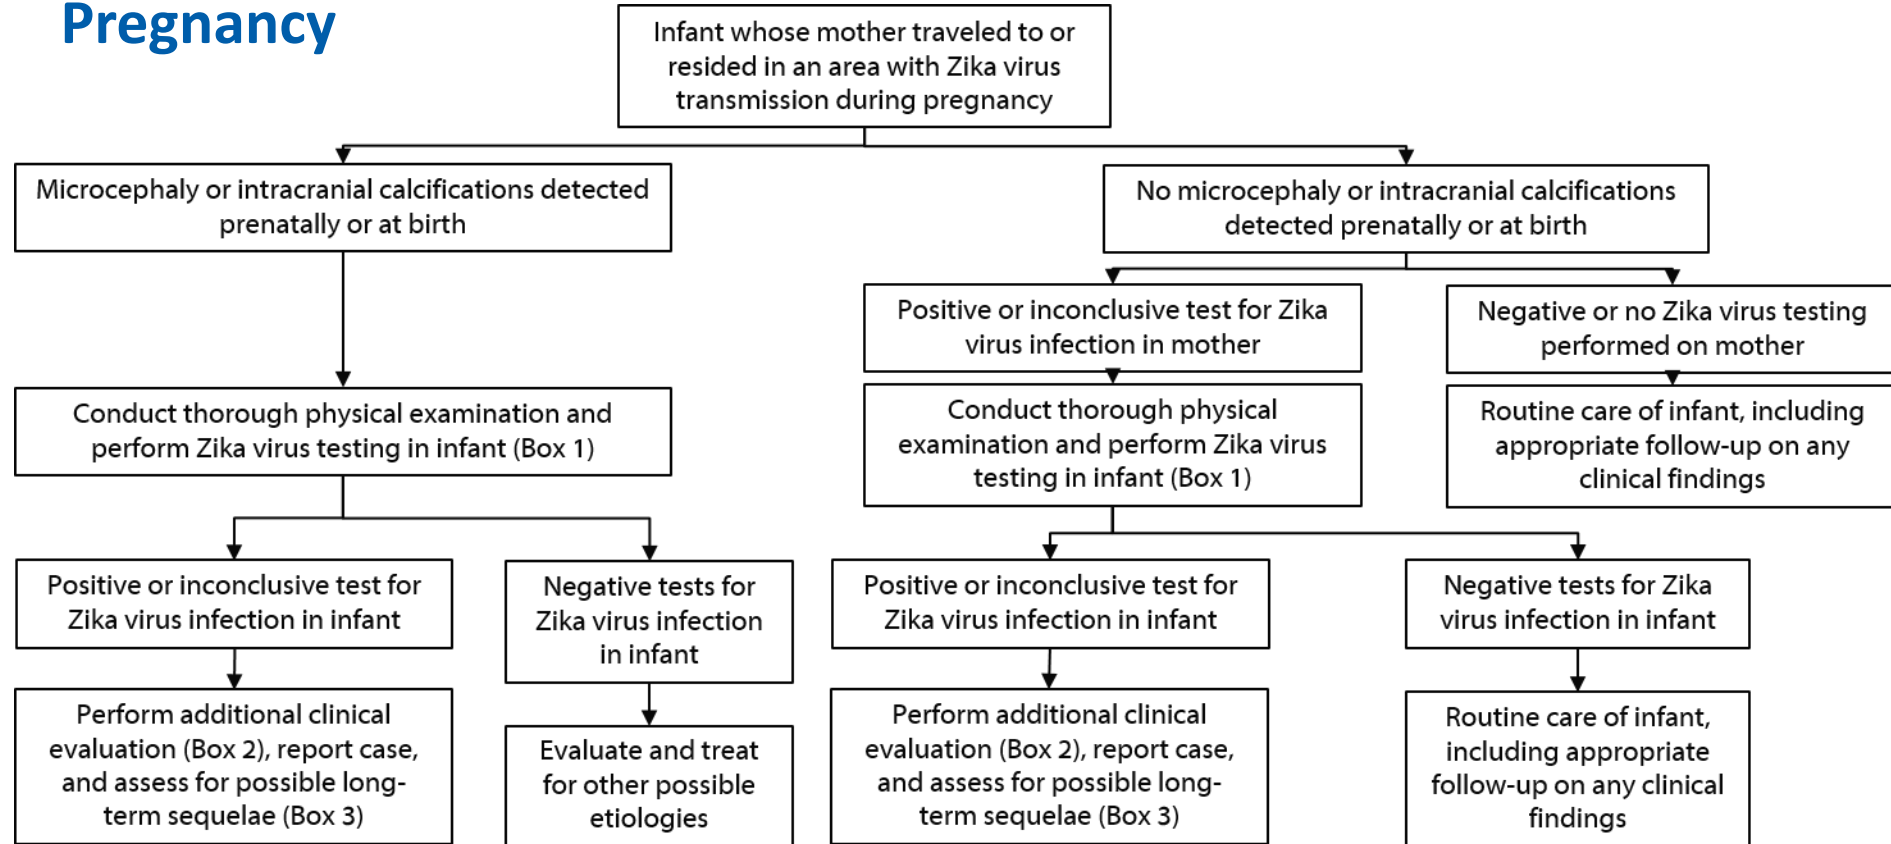 Pregnancy
Infant whose mother traveled to or
resided in an area with Zika virus
transmission during pregnancy
Microcephaly or intracranial calcifications detected
prenatally or at birth
No microcephaly or intracranial calcifications
detected prenatally or at birth
Positive or inconclusive test for Zika
virus infection in mother
Negative or no Zika virus testing
performed on mother
Conduct thorough physical examination and
perform Zika virus testing in infant (Box 1)
Conduct thorough physical
examination and perform Zika virus
testing in infant (Box 1)
Routine care of infant, including
appropriate follow-up on any
clinical findings
Positive or inconclusive test for
Zika virus infection in infant
Negative tests for
Zika virus infection
in infant
Positive or inconclusive test for
Zika virus infection in infant
Negative tests for Zika
virus infection in infant
Perform additional clinical
evaluation (Box 2), report case,
and assess for possible long-
term sequelae (Box 3)
Evaluate and treat
for other possible
etiologies
Perform additional clinical
evaluation (Box 2), report case,
and assess for possible long-
term sequelae (Box 3)
Routine care of infant,
including appropriate
follow-up on any clinical
findings